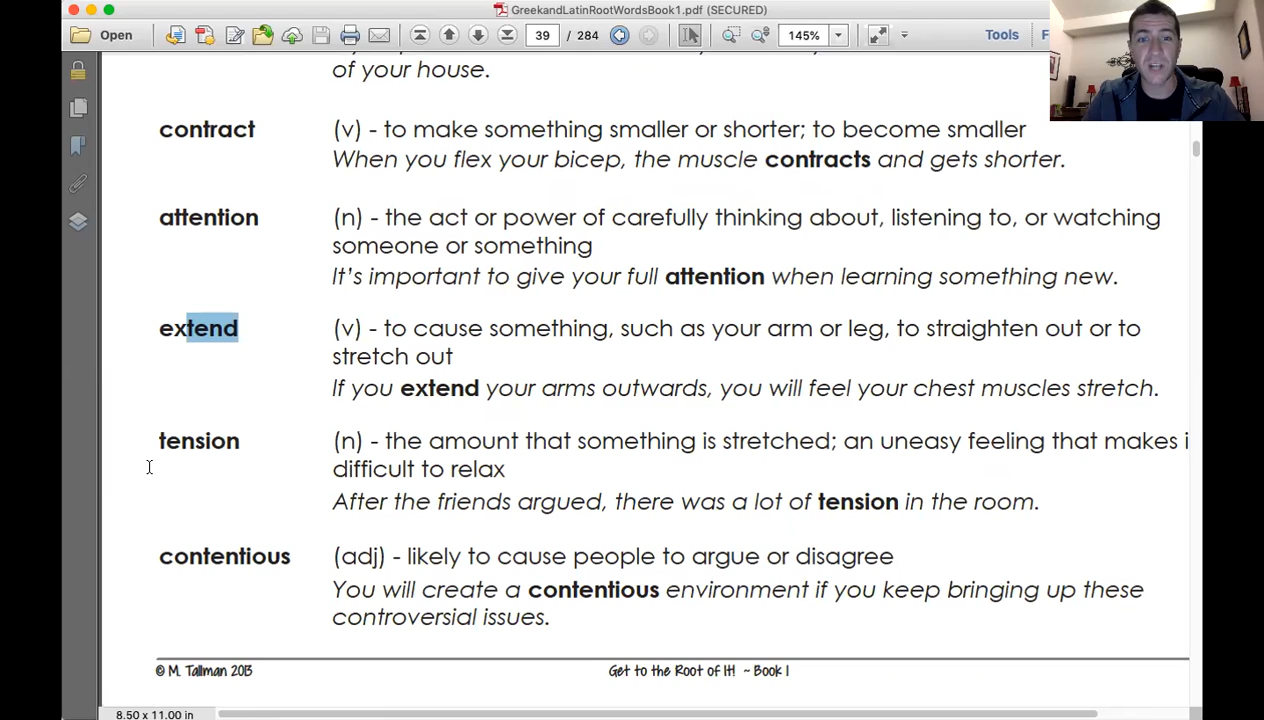 GreekandLatinRootWordsBook1.pdf (SECURED)
Open 39 / 284 145% Tools
of your house.
contract (v) - to make something smaller or shorter; to become smaller
When you flex your bicep, the muscle contracts and gets shorter.
attention (n) - the act or power of carefully thinking about, listening to, or watching
someone or something
It's important to give your full attention when learning something new.
extend (v) - to cause something, such as your arm or leg, to straighten out or to
stretch out
If you extend your arms outwards, you will feel your chest muscles stretch.
tension (n) - the amount that something is stretched; an uneasy feeling that makes i
difficult to relax
After the friends argued, there was a lot of tension in the room.
contentious (adj) - likely to cause people to argue or disagree
You will create a contentious environment if you keep bringing up these
controversial issues.
© M. Tallman 2013 Get to the Root of It! ~ Book 1
8.50 x 11.00 in